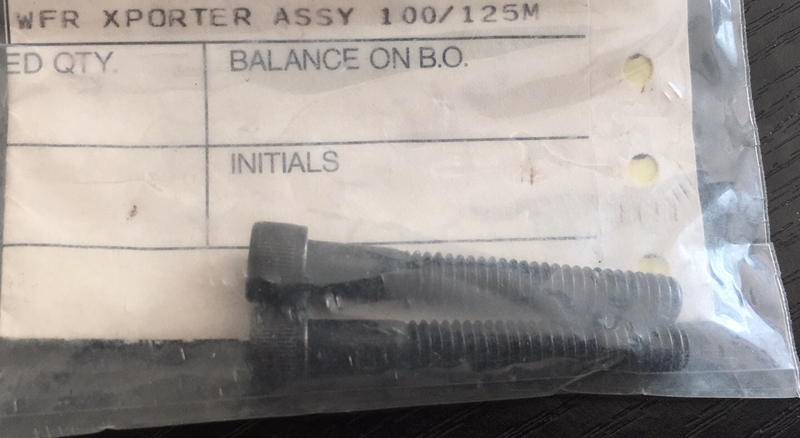 WFR XPORTER ASSY 100/125M
ED QTY.
BALANCE ON B.O.
INITIALS